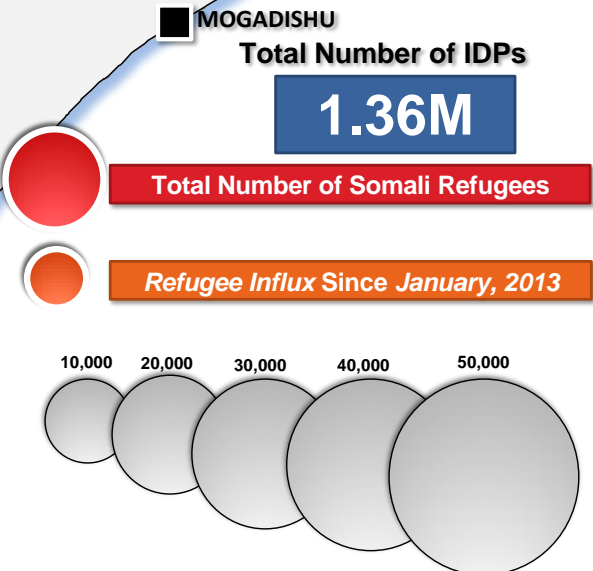 MOGADISHU
Total Number of IDPs
1.36M
Total Number of Somali Refugees
Refugee Influx Since January, 2013
10,000 20,000 30,000 40,000 50,000